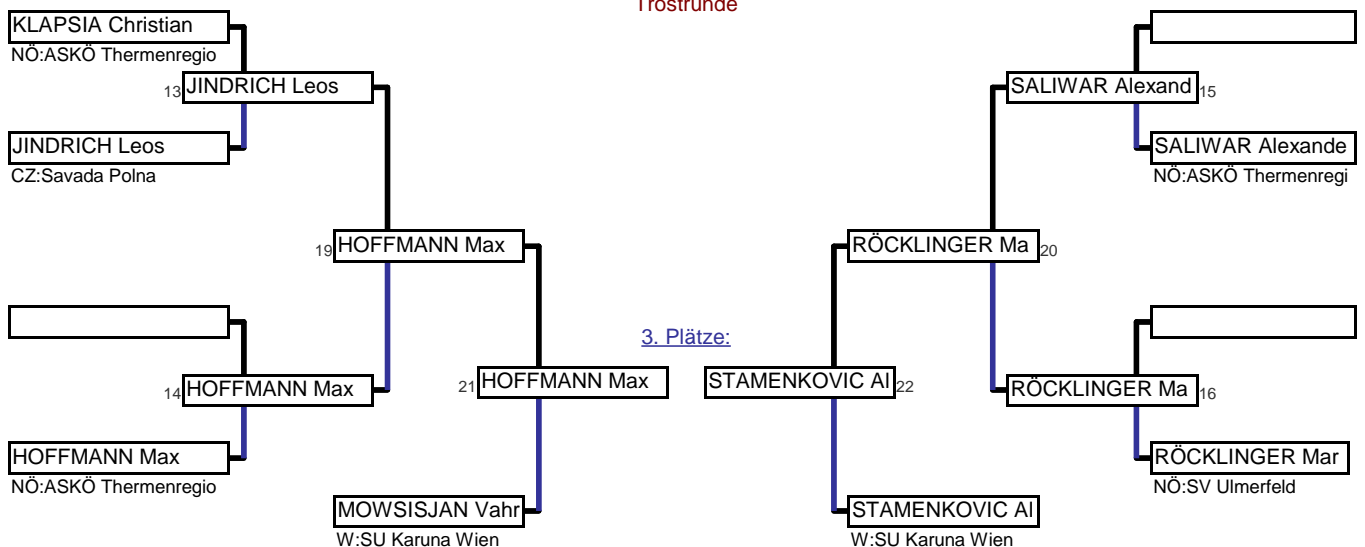 Trostrunde
KLAPSIA Christian
NÖ:ASKÖ Thermenregio
13 JINDRICH Leos
SALIWAR Alexand 15
JINDRICH Leos
CZ:Savada Polna
SALIWAR Alexande
NÖ:ASKÖ Thermenregi
19 HOFFMANN Max
RÖCKLINGER Ma 20
3. Plätze:
14 HOFFMANN Max
21 HOFFMANN Max
STAMENKOVIC Al 22
RÖCKLINGER Ma 16
HOFFMANN Max
NÖ:ASKÖ Thermenregio
RÖCKLINGER Mar
NÖ:SV Ulmerfeld
MOWSISJAN Vahr
W:SU Karuna Wien
STAMENKOVIC Al
W:SU Karuna Wien